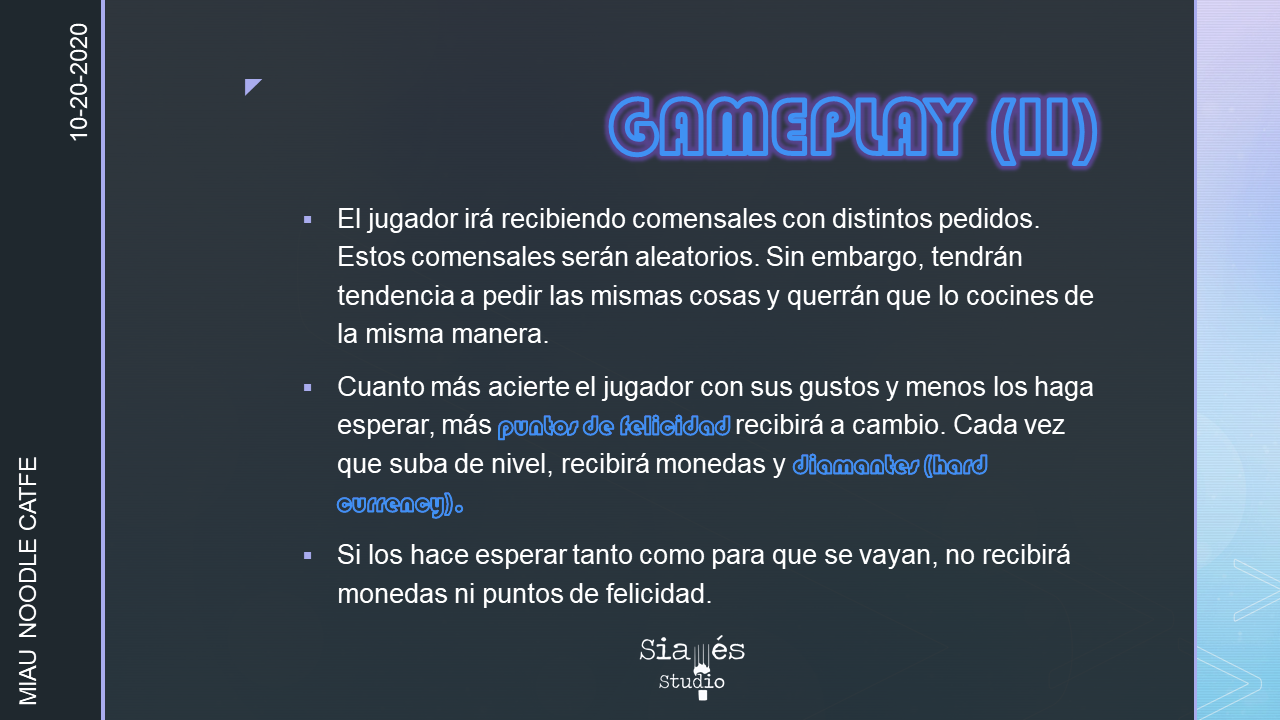 10-20-2020
MIAU NOODLE CATFE
GAMEPLAY (II)
▪ El jugador irá recibiendo comensales con distintos pedidos.
Estos comensales serán aleatorios. Sin embargo, tendrán
tendencia a pedir las mismas cosas y querrán que lo cocines de
la misma manera.
▪ Cuanto más acierte el jugador con sus gustos y menos los haga
esperar, más puntos de felicidad recibirá a cambio. Cada vez
que suba de nivel, recibirá monedas y diamantes (hard
currency).
▪ Si los hace esperar tanto como para que se vayan, no recibirá
monedas ni puntos de felicidad.
Siamés
Studio